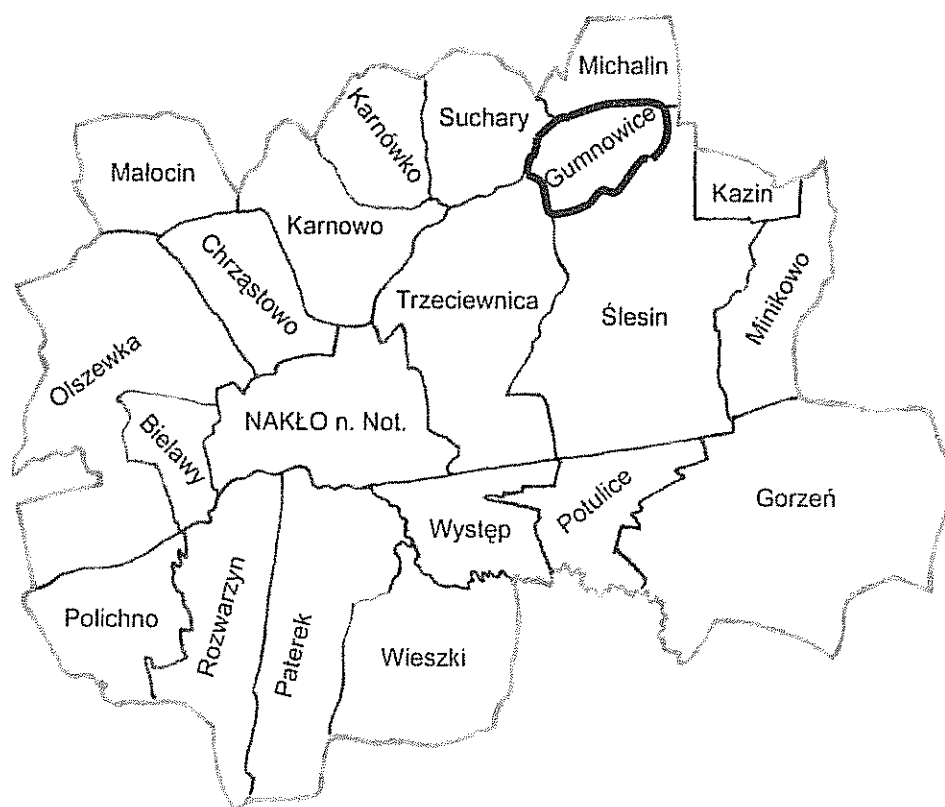 Michalin
Karnówko
Suchary
Gumnowice
Małocin
Kazin
Karnowo
Chrząstowo
Trzeciewnica
Ślesin
Minikowo
Olszewka
Bielawy
NAKŁO n. Not.
Potulice
Gorzeń
Występ
Polichno
Rozwarzyn
Paterek
Wieszki